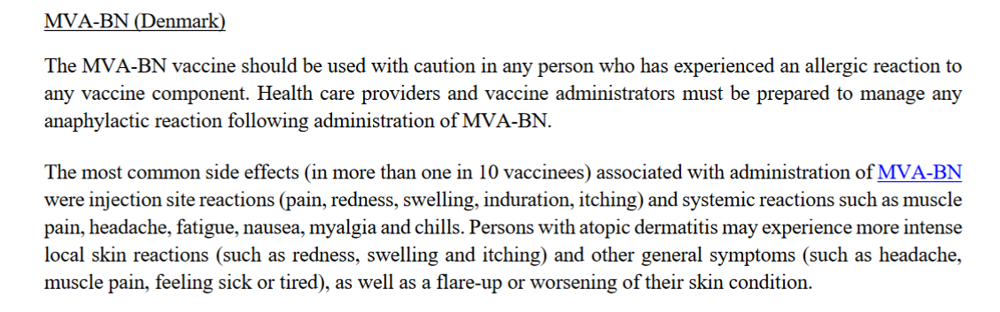 MVA-BN (Denmark)
The MVA-BN vaccine should be used with caution in any person who has experienced an allergic reaction to
any vaccine component. Health care providers and vaccine administrators must be prepared to manage any
anaphylactic reaction following administration of MVA-BN.
The most common side effects (in more than one in 10 vaccinees) associated with administration of MVA-BN
were injection site reactions (pain, redness, swelling, induration, itching) and systemic reactions such as muscle
pain, headache, fatigue, nausea, myalgia and chills. Persons with atopic dermatitis may experience more intense
local skin reactions (such as redness, swelling and itching) and other general symptoms (such as headache,
muscle pain, feeling sick or tired), as well as a flare-up or worsening of their skin condition.